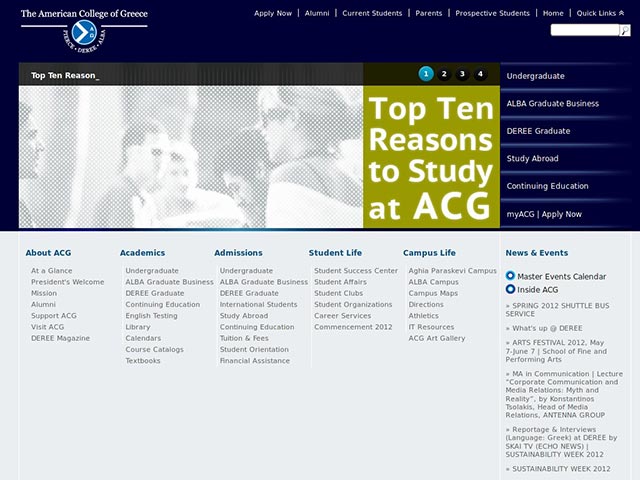 The American College of Greece
PIERCE · DEREE · ALBA
Apply Now | Alumni | Current Students | Parents | Prospective Students | Home | Quick Links
Top Ten Reason_
1 2 3 4
Top Ten
Reasons
to Study
at ACG
Undergraduate
ALBA Graduate Business
DEREE Graduate
Study Abroad
Continuing Education
myACG | Apply Now
About ACG
At a Glance
President's Welcome
Mission
Alumni
Support ACG
Visit ACG
DEREE Magazine
Academics
Undergraduate
ALBA Graduate Business
DEREE Graduate
Continuing Education
English Testing
Library
Calendars
Course Catalogs
Textbooks
Admissions
Undergraduate
ALBA Graduate Business
DEREE Graduate
International Students
Study Abroad
Continuing Education
Tuition & Fees
Student Orientation
Financial Assistance
Student Life
Student Success Center
Student Affairs
Student Clubs
Student Organizations
Career Services
Commencement 2012
Campus Life
Aghia Paraskevi Campus
ALBA Campus
Campus Maps
Directions
Athletics
IT Resources
ACG Art Gallery
News & Events
Master Events Calendar
Inside ACG
» SPRING 2012 SHUTTLE BUS
SERVICE
» What's up @ DEREE
» ARTS FESTIVAL 2012, May
7-June 7 | School of Fine and
Performing Arts
» MA in Communication | Lecture
"Corporate Communication and
Media Relations: Myth and
Reality", by Konstantinos
Tsolakis, Head of Media
Relations, ANTENNA GROUP
» Reportage & Interviews
(Language: Greek) at DEREE by
SKAI TV (ECHO NEWS) |
SUSTAINABILITY WEEK 2012
» SUSTAINABILITY WEEK 2012